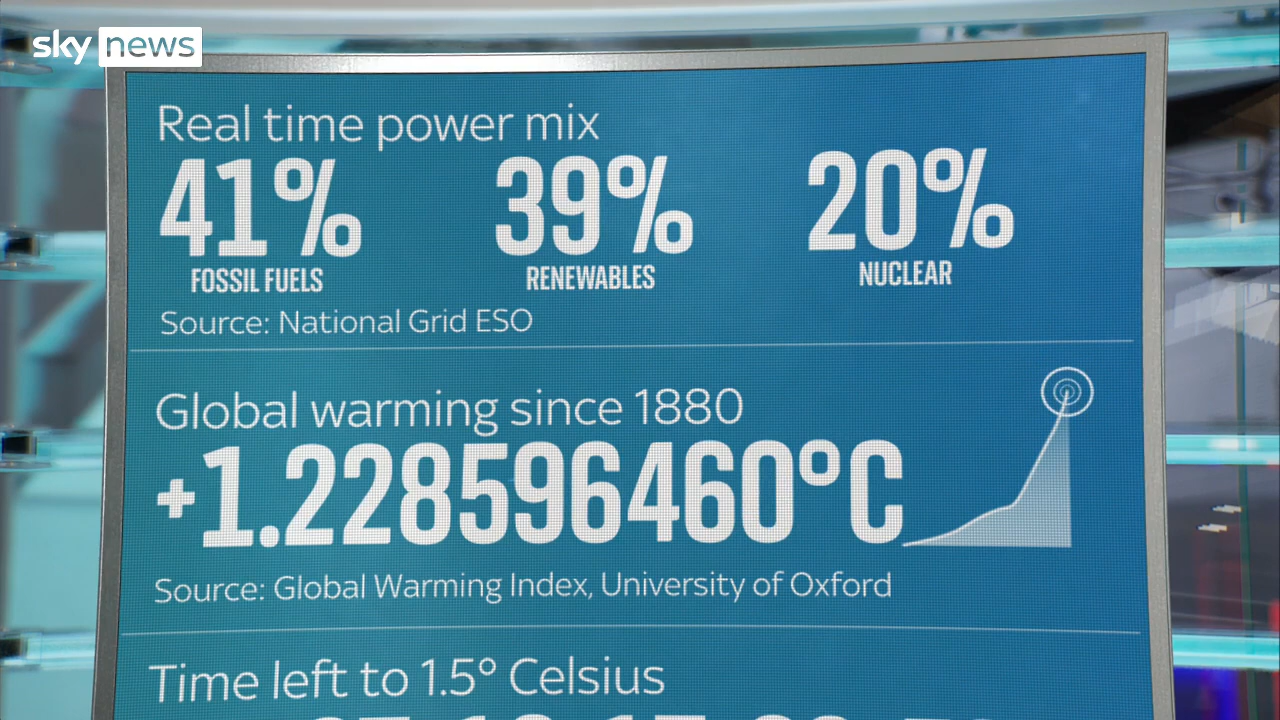 sky news
Real time power mix
41% 39% 20%
FOSSIL FUELS RENEWABLES NUCLEAR
Source: National Grid ESO
Global warming since 1880
+1.228596460°C
Source: Global Warming Index, University of Oxford
Time left to 1.5° Celsius